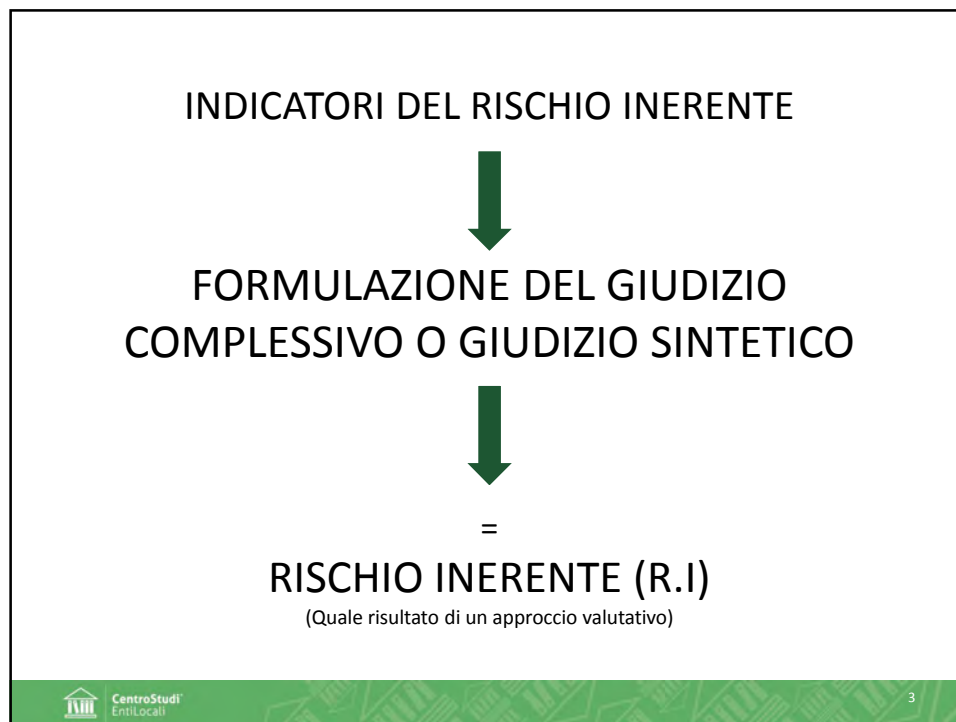 INDICATORI DEL RISCHIO INERENTE
FORMULAZIONE DEL GIUDIZIO
COMPLESSIVO O GIUDIZIO SINTETICO
=
RISCHIO INERENTE (R.I)
(Quale risultato di un approccio valutativo)
CentroStudi
EntiLocali
3